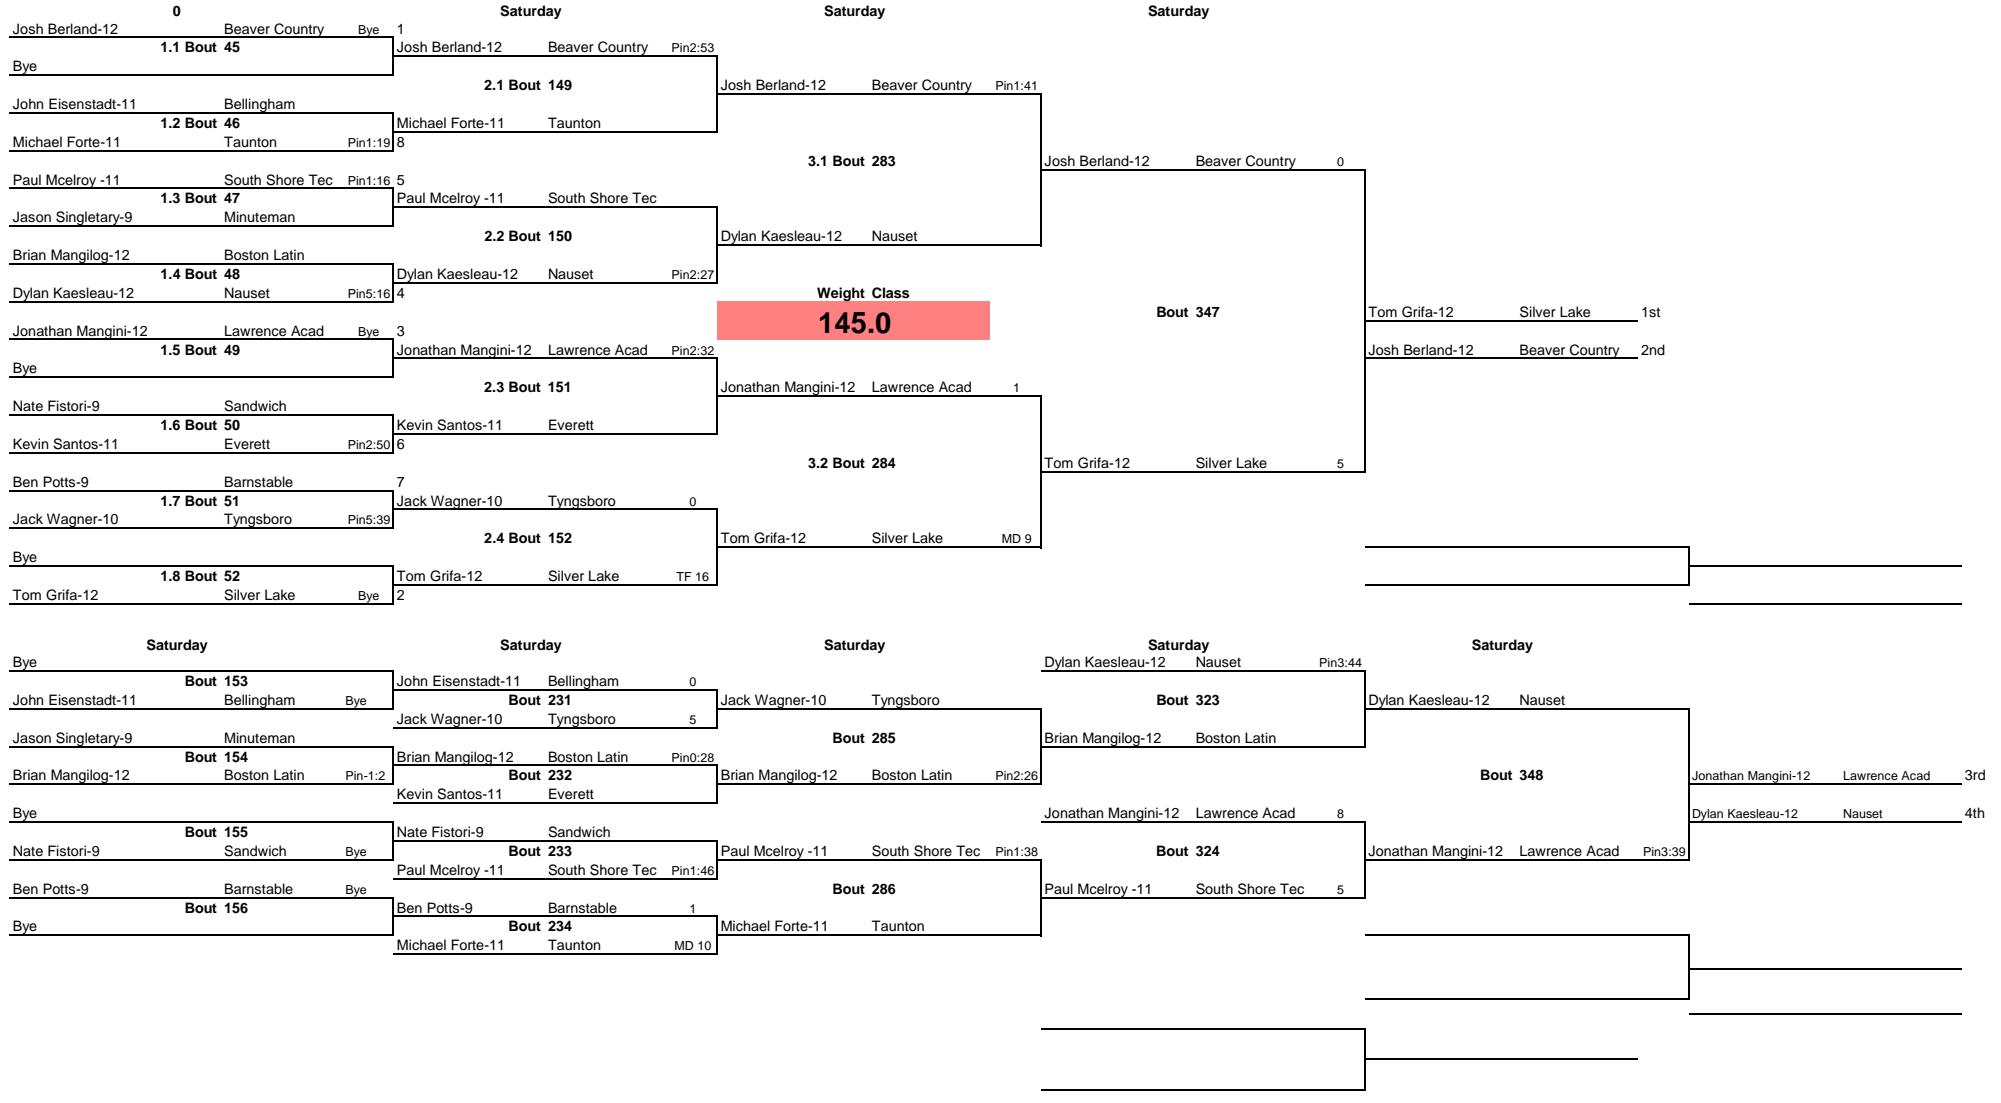 0 Saturday Saturday Saturday
Josh Berland-12 Beaver Country Bye 1
1.1 Bout 45 Josh Berland-12 Beaver Country Pin2:53
Bye
2.1 Bout 149 Josh Berland-12 Beaver Country Pin1:41
John Eisenstadt-11 Bellingham
1.2 Bout 46 Michael Forte-11 Taunton
Michael Forte-11 Taunton Pin1:19 8
3.1 Bout 283 Josh Berland-12 Beaver Country 0
Paul Mcelroy -11 South Shore Tec Pin1:16 5
1.3 Bout 47 Paul Mcelroy -11 South Shore Tec
Jason Singletary-9 Minuteman
2.2 Bout 150 Dylan Kaesleau-12 Nauset
Brian Mangilog-12 Boston Latin
1.4 Bout 48 Dylan Kaesleau-12 Nauset Pin2:27
Dylan Kaesleau-12 Nauset Pin5:16 4 Weight Class
Bout 347 Tom Grifa-12 Silver Lake 1st
145.0
Jonathan Mangini-12 Lawrence Acad Bye 3
1.5 Bout 49 Jonathan Mangini-12 Lawrence Acad Pin2:32 Josh Berland-12 Beaver Country 2nd
Bye
2.3 Bout 151 Jonathan Mangini-12 Lawrence Acad 1
Nate Fistori-9 Sandwich
1.6 Bout 50 Kevin Santos-11 Everett
Kevin Santos-11 Everett Pin2:50 6
3.2 Bout 284 Tom Grifa-12 Silver Lake 5
Ben Potts-9 Barnstable 7
1.7 Bout 51 Jack Wagner-10 Tyngsboro 0
Jack Wagner-10 Tyngsboro Pin5:39
2.4 Bout 152 Tom Grifa-12 Silver Lake MD 9
Bye
1.8 Bout 52 Tom Grifa-12 Silver Lake TF 16
Tom Grifa-12 Silver Lake Bye 2
Saturday Saturday Saturday Saturday Saturday
Bye Dylan Kaesleau-12 Nauset Pin3:44
Bout 153 John Eisenstadt-11 Bellingham 0
John Eisenstadt-11 Bellingham Bye Bout 231 Jack Wagner-10 Tyngsboro Bout 323 Dylan Kaesleau-12 Nauset
Jack Wagner-10 Tyngsboro 5
Jason Singletary-9 Minuteman Bout 285 Brian Mangilog-12 Boston Latin
Bout 154 Brian Mangilog-12 Boston Latin Pin0:28
Brian Mangilog-12 Boston Latin Pin-1:2 Bout 232 Brian Mangilog-12 Boston Latin Pin2:26 Bout 348 Jonathan Mangini-12 Lawrence Acad 3rd
Kevin Santos-11 Everett
Bye Jonathan Mangini-12 Lawrence Acad 8 Dylan Kaesleau-12 Nauset 4th
Bout 155 Nate Fistori-9 Sandwich
Nate Fistori-9 Sandwich Bye Bout 233 Paul Mcelroy -11 South Shore Tec Pin1:38 Bout 324 Jonathan Mangini-12 Lawrence Acad Pin3:39
Paul Mcelroy -11 South Shore Tec Pin1:46
Ben Potts-9 Barnstable Bye Bout 286 Paul Mcelroy -11 South Shore Tec 5
Bout 156 Ben Potts-9 Barnstable 1
Bye Bout 234 Michael Forte-11 Taunton
Michael Forte-11 Taunton MD 10